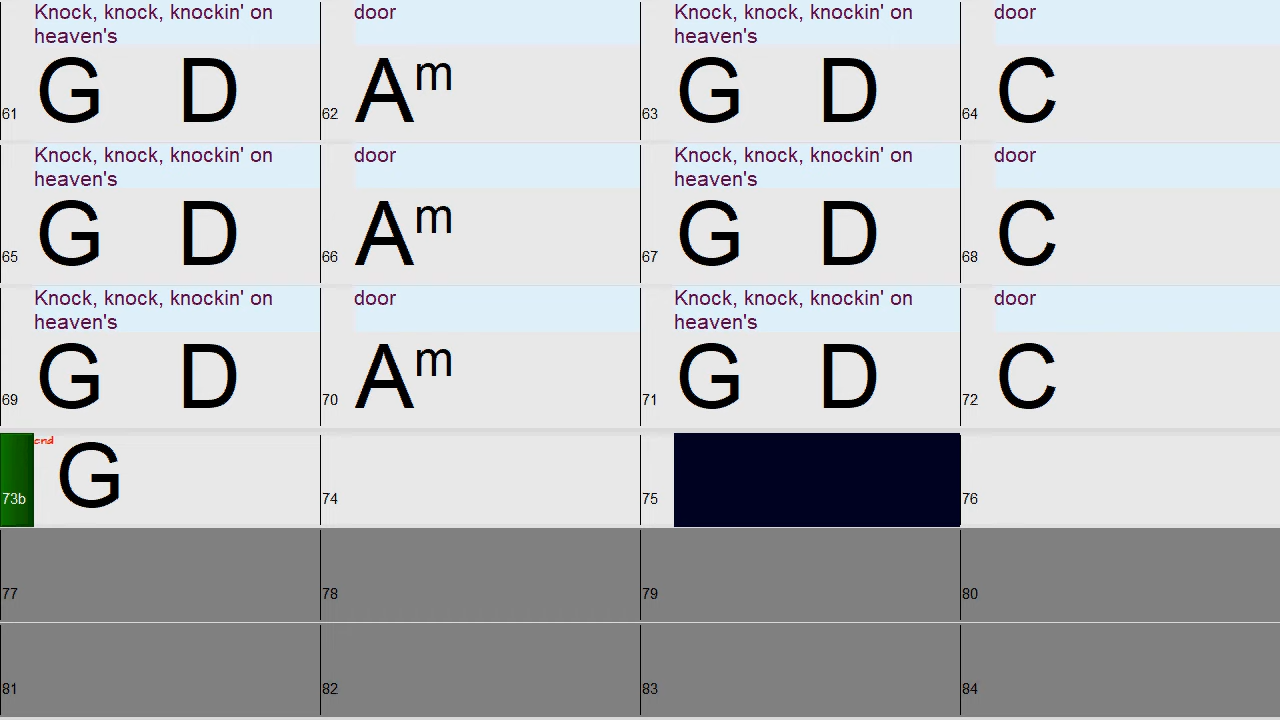 Knock, knock, knockin' on heaven's door Knock, knock, knockin' on heaven's door
61 G D 62 Am 63 G D 64 C
Knock, knock, knockin' on heaven's door Knock, knock, knockin' on heaven's door
65 G D 66 Am 67 G D 68 C
Knock, knock, knockin' on heaven's door Knock, knock, knockin' on heaven's door
69 G D 70 Am 71 G D 72 C
end
73b G 74 75 76
77 78 79 80
81 82 83 84